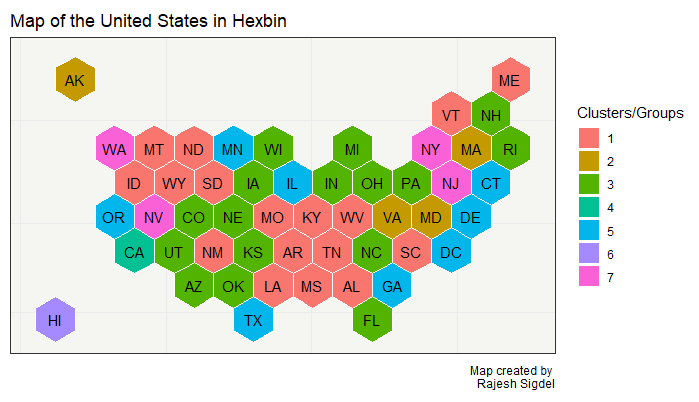 Map of the United States in Hexbin
AK
ME
VT NH
WA MT ND MN WI MI NY MA RI
ID WY SD IA IL IN OH PA NJ CT
OR NV CO NE MO KY WV VA MD DE
CA UT NM KS AR TN NC SC DC
AZ OK LA MS AL GA
HI TX FL
Clusters/Groups
1
2
3
4
5
6
7
Map created by
Rajesh Sigdel